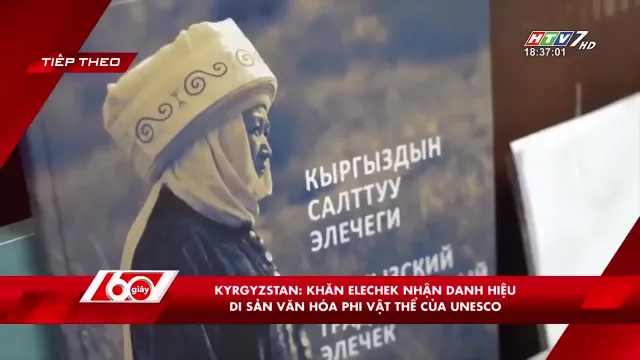 TIẾP THEO
HTV7 HD
18:37:01
КЫРГЫЗДЫН
САЛТТУУ
ЭЛЕЧЕГИ
ЭЛЕЧЕК
60 giây
KYRGYZSTAN: KHĂN ELECHEK NHẬN DANH HIỆU
DI SẢN VĂN HÓA PHI VẬT THỂ CỦA UNESCO